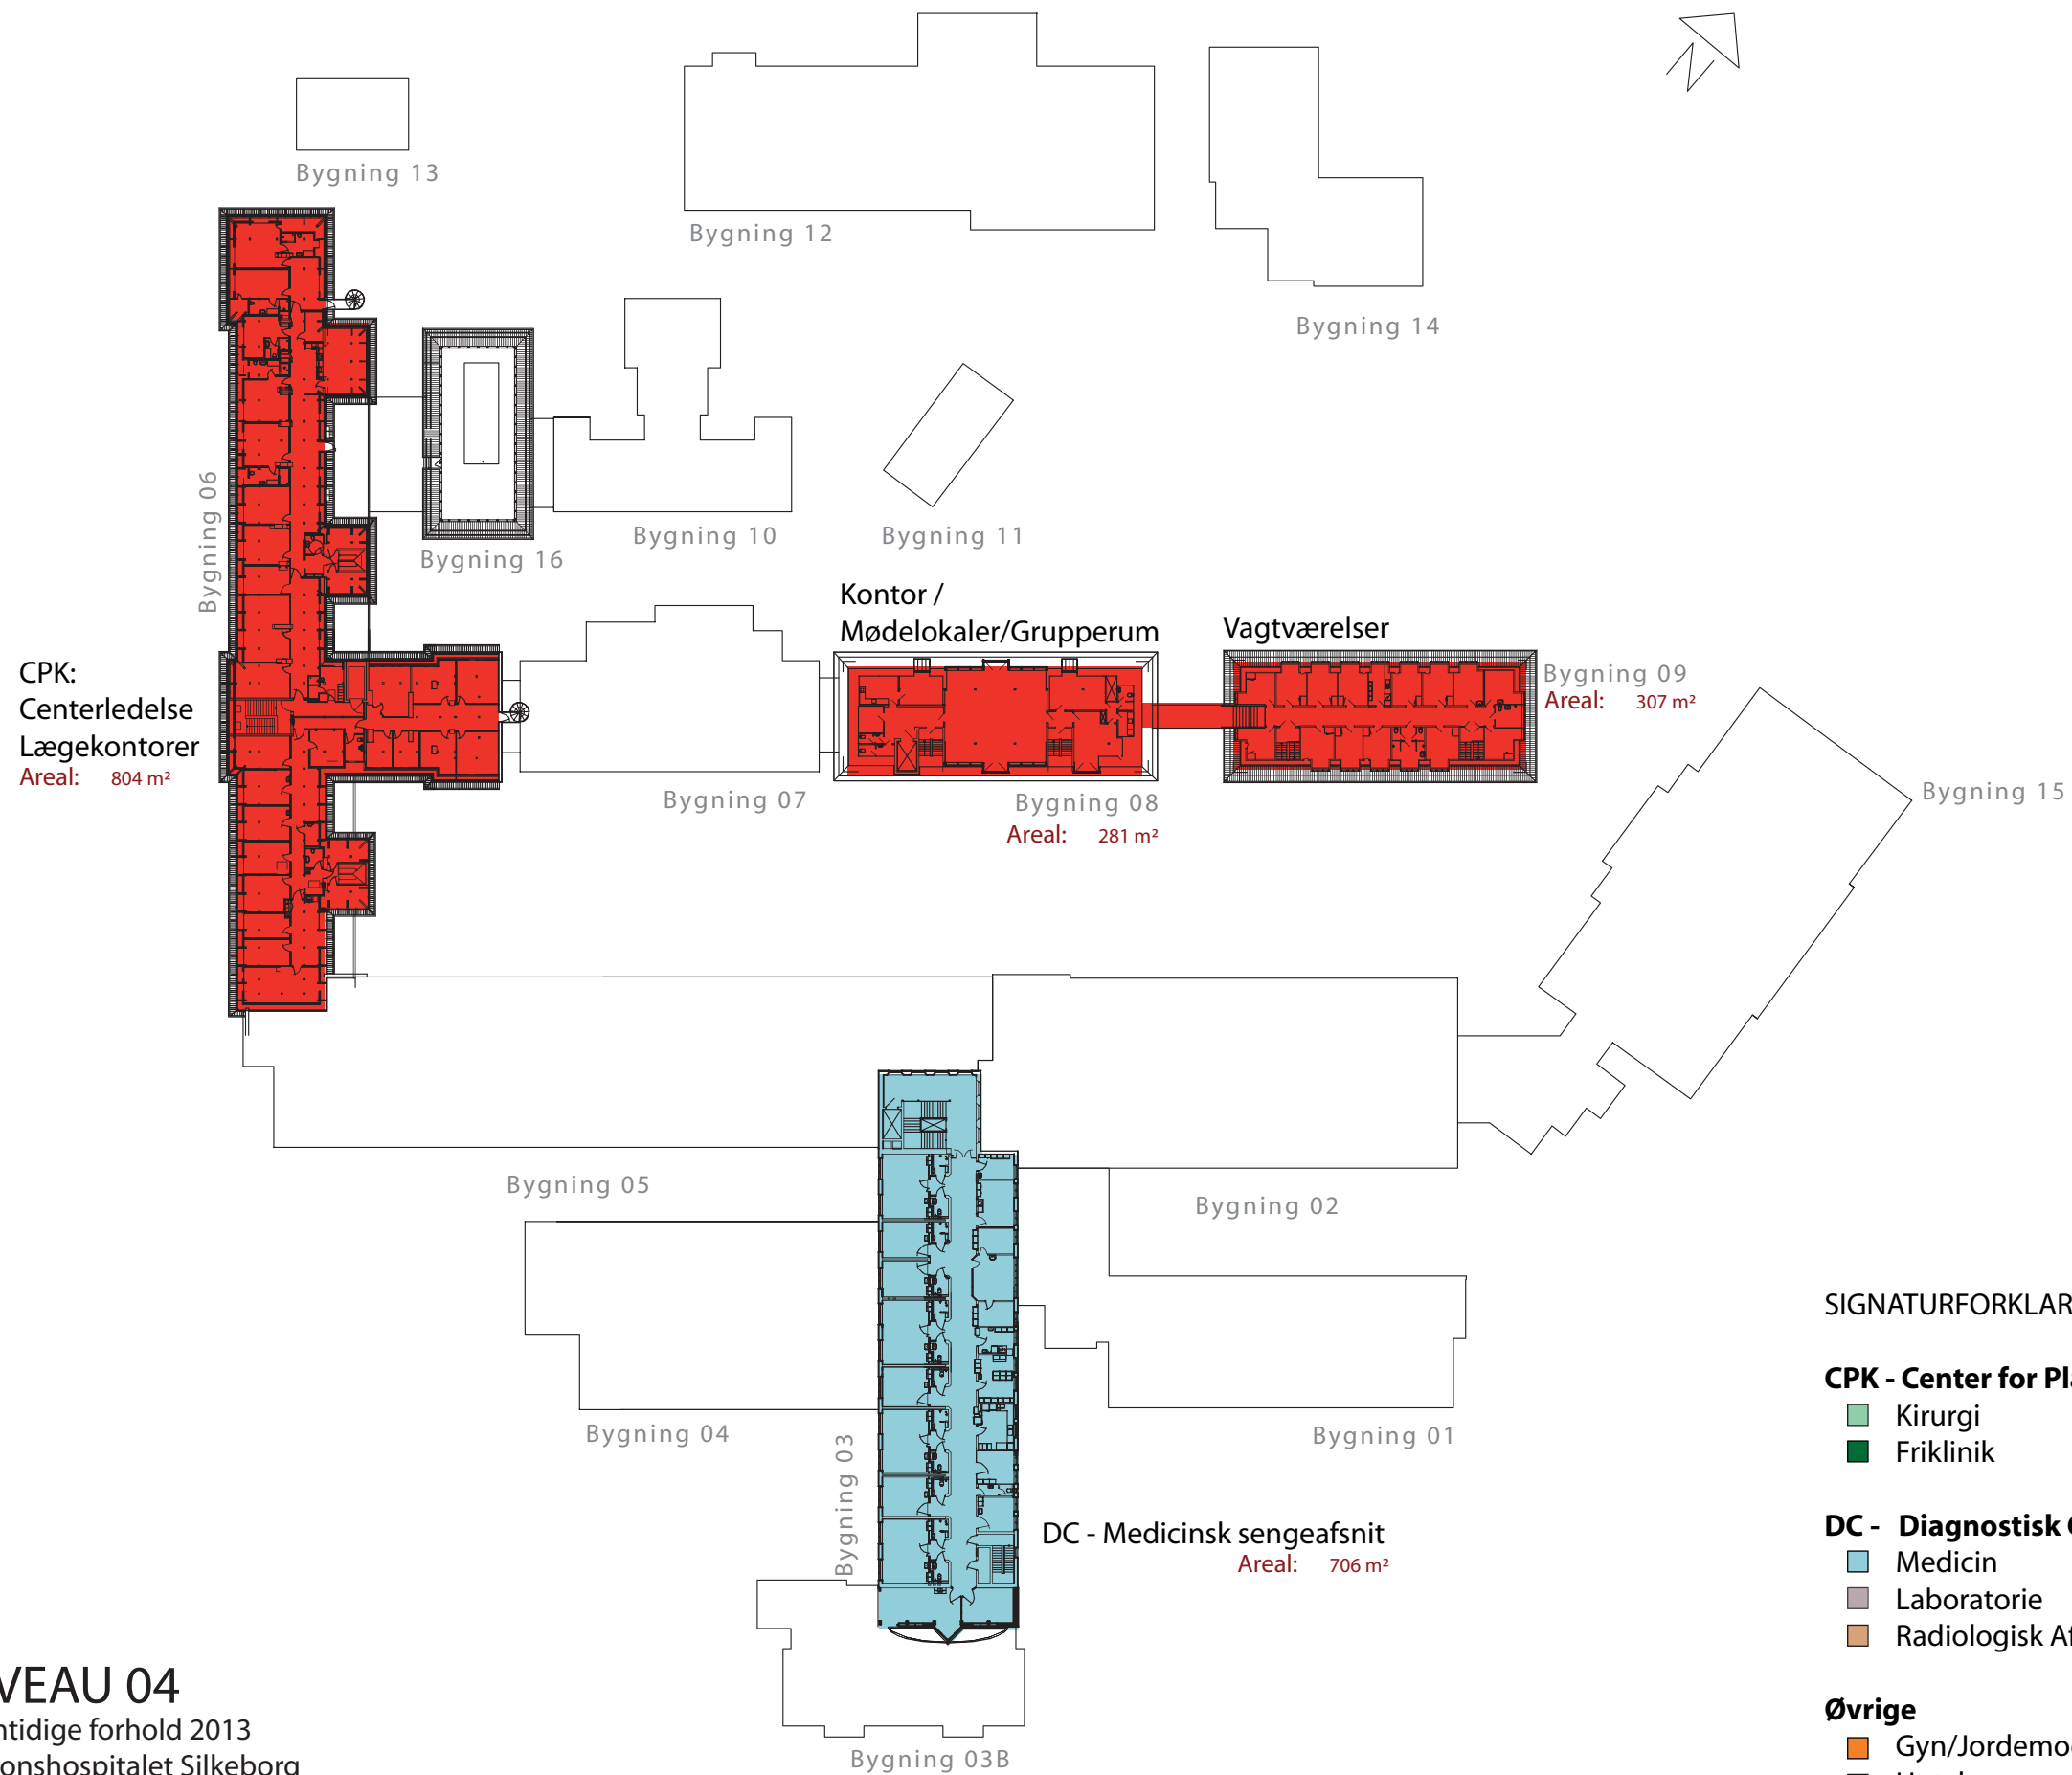 Bygning 13
Bygning 12
Bygning 14
Bygning 06
Bygning 16
Bygning 10
Bygning 11
Kontor /
Mødelokaler/Grupperum
Vagtværelser
CPK:
Centerledelse
Lægekontorer
Areal: 804 m²
Bygning 09
Areal: 307 m²
Bygning 07
Bygning 08
Areal: 281 m²
Bygning 15
Bygning 05
Bygning 02
Bygning 04
Bygning 03
Bygning 01
DC - Medicinsk sengeafsnit
Areal: 706 m²
Bygning 03B
VEAU 04
ntidige forhold 2013
onshospitalet Silkeborg
SIGNATURFORKLAR
CPK - Center for Pla
Kirurgi
Friklinik
DC - Diagnostisk
Medicin
Laboratorie
Radiologisk Af
Øvrige
Gyn/Jordemo